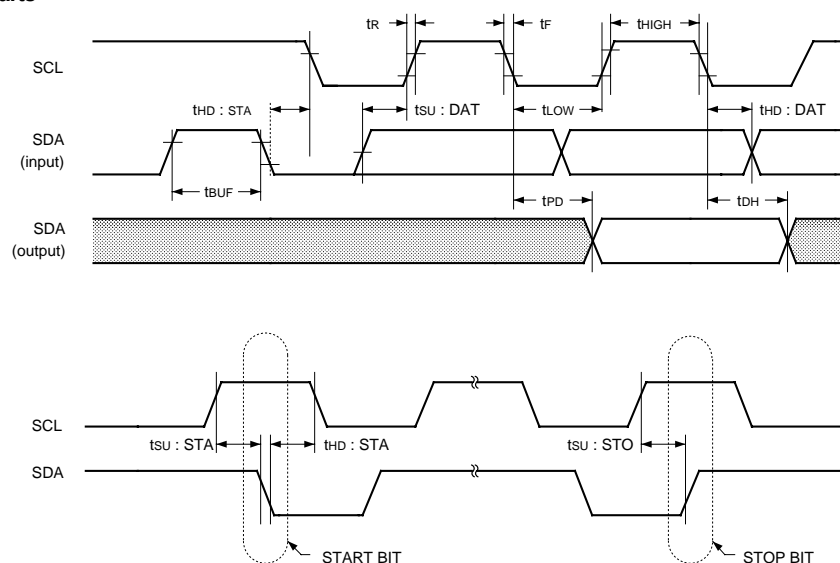 tR tF tHIGH
SCL
tHD : STA tSU : DAT tLOW tHD : DAT
SDA
(input)
tBUF tPD tDH
SDA
(output)
SCL
tSU : STA tHD : STA tSU : STO
SDA
START BIT STOP BIT